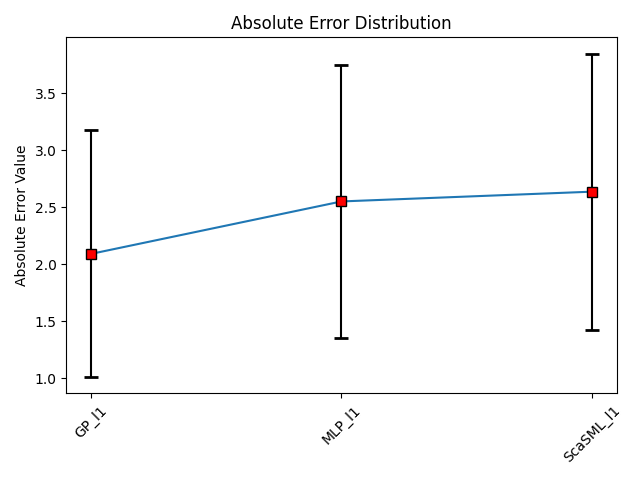 Absolute Error Distribution
Absolute Error Value
3.5
3.0
2.5
2.0
1.5
1.0
GP_l1
MLP_l1
ScaSML_l1